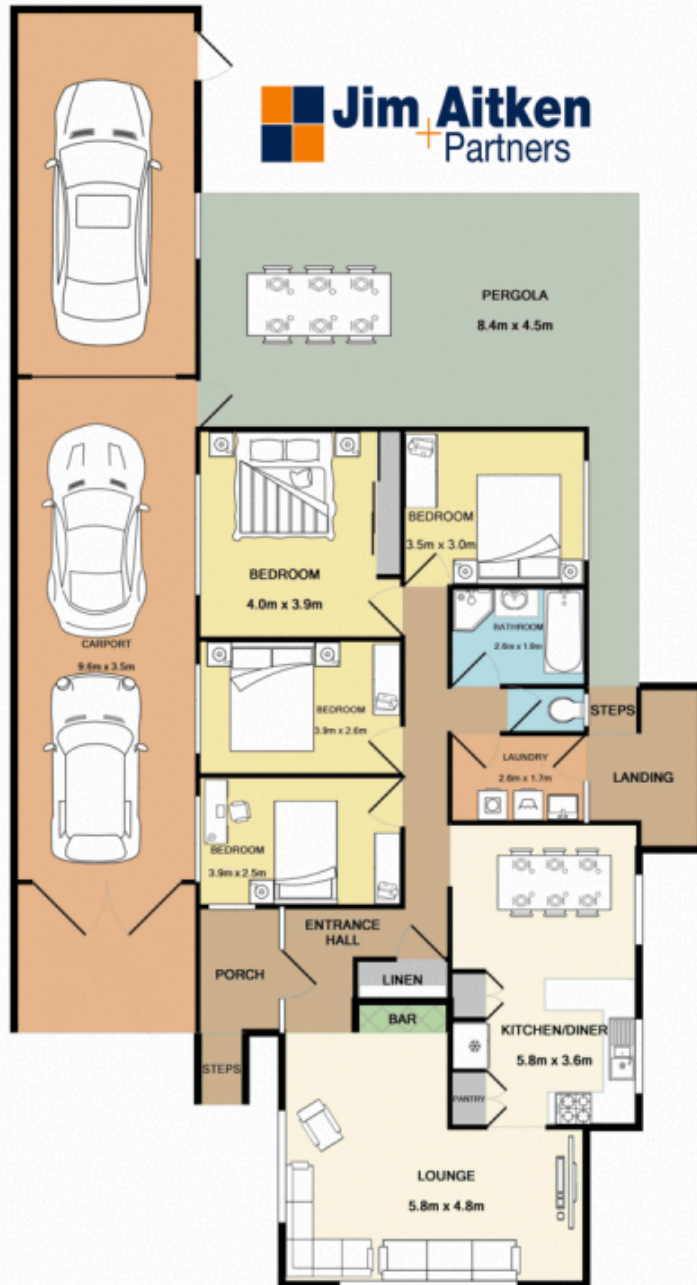 Jim Aitken
+ Partners
PERGOLA
8.4m x 4.5m
BEDROOM
3.5m x 3.0m
BEDROOM
4.0m x 3.9m
BATHROOM
2.6m x 1.9m
CARPORT
9.6m x 3.5m
BEDROOM
3.9m x 2.6m
STEPS
LAUNDRY
2.6m x 1.7m
LANDING
BEDROOM
3.9m x 2.5m
ENTRANCE
HALL
PORCH
LINEN
BAR
KITCHEN/DINER
5.8m x 3.6m
STEPS
PANTRY
LOUNGE
5.8m x 4.8m